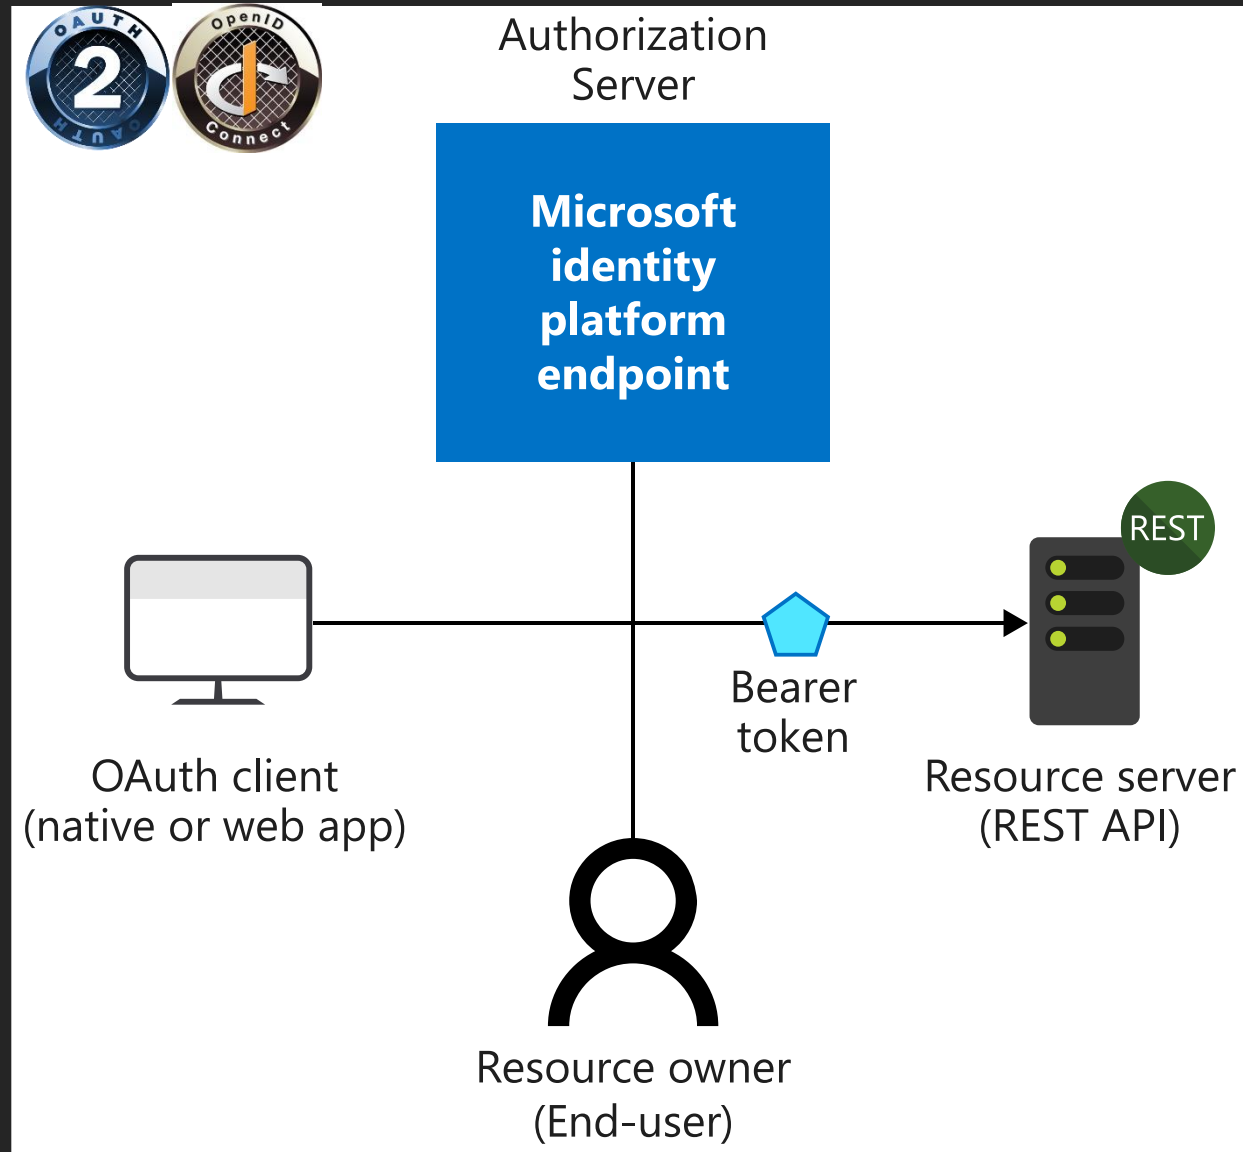 OAUTH
2
OAUTH
OpenID
Connect
Authorization
Server
Microsoft
identity
platform
endpoint
REST
Bearer
token
OAuth client
(native or web app)
Resource server
(REST API)
Resource owner
(End-user)